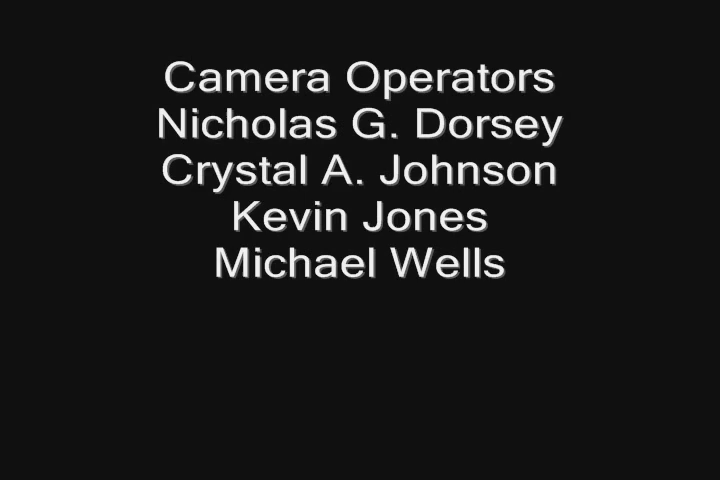 Camera Operators
Nicholas G. Dorsey
Crystal A. Johnson
Kevin Jones
Michael Wells